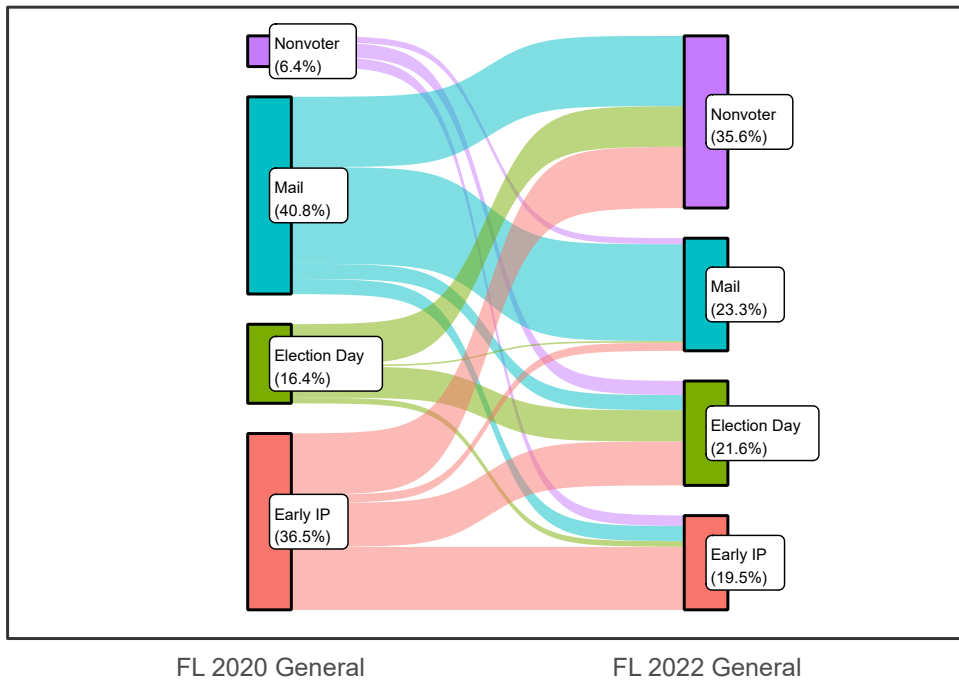 Nonvoter
(6.4%)
Mail
(40.8%)
Election Day
(16.4%)
Early IP
(36.5%)
Nonvoter
(35.6%)
Mail
(23.3%)
Election Day
(21.6%)
Early IP
(19.5%)
FL 2020 General
FL 2022 General